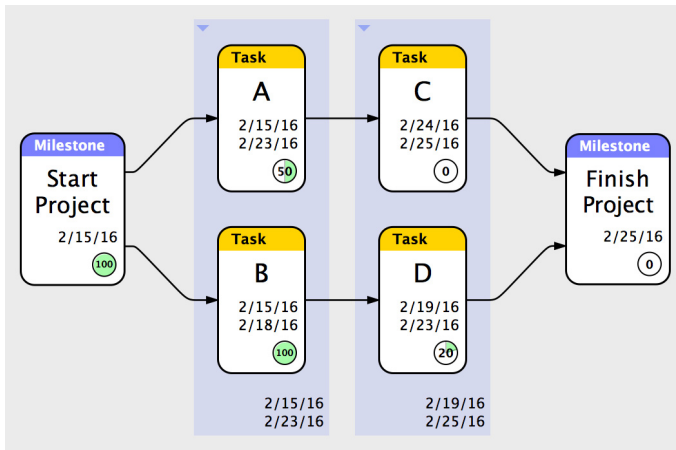 Milestone
Start
Project
2/15/16
100
Task
A
2/15/16
2/23/16
50
Task
B
2/15/16
2/18/16
100
2/15/16
2/23/16
Task
C
2/24/16
2/25/16
0
Task
D
2/19/16
2/23/16
20
2/19/16
2/25/16
Milestone
Finish
Project
2/25/16
0